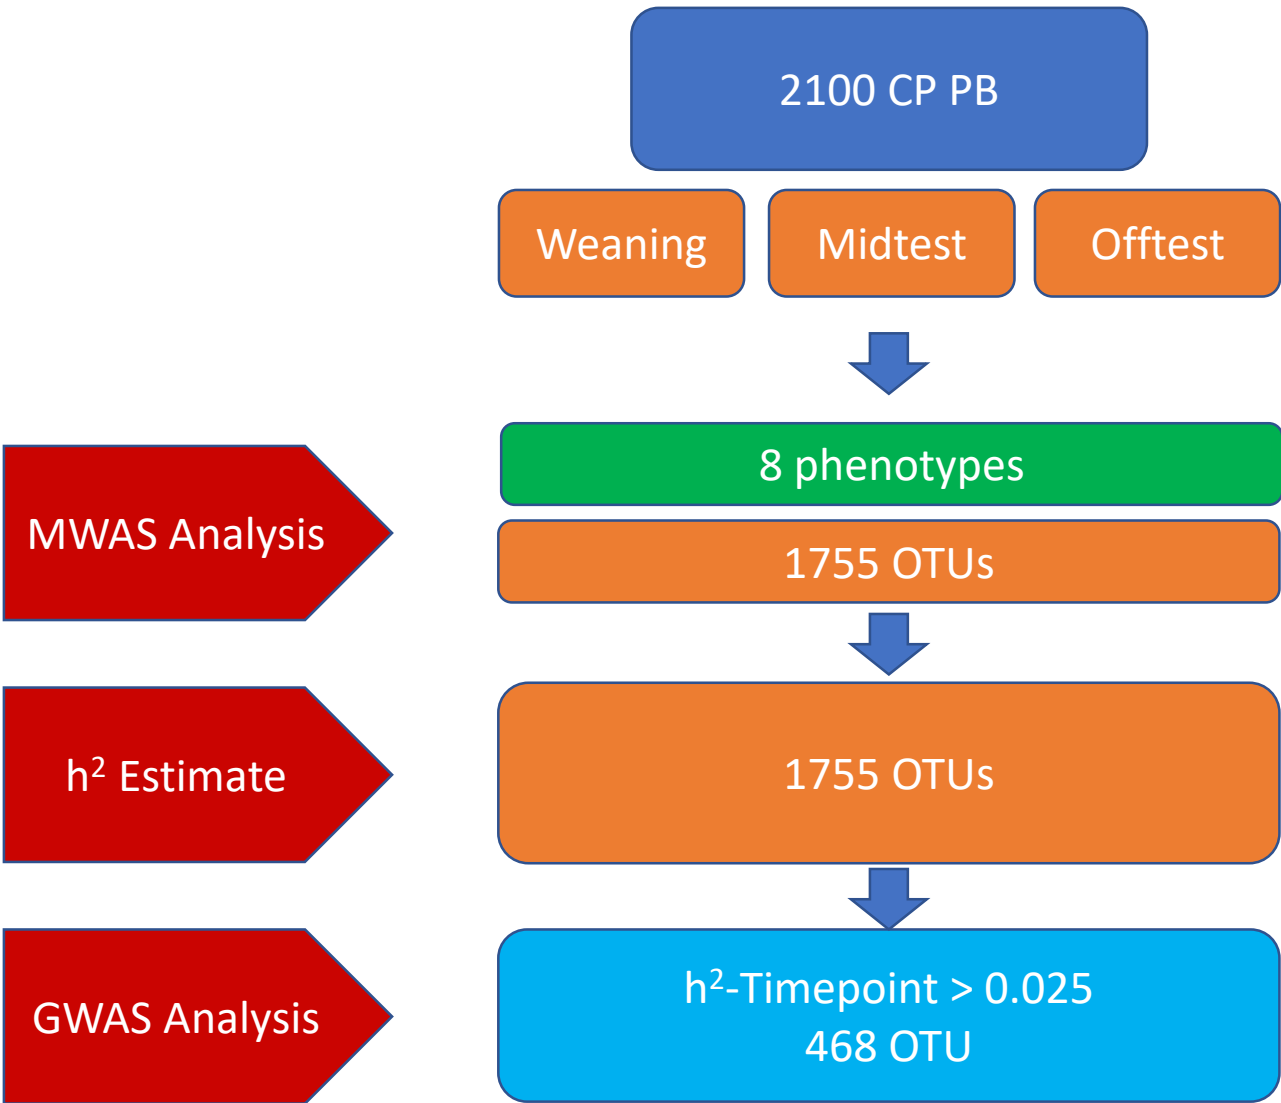 2100 CP PB
Weaning
Midtest
Offtest
MWAS Analysis
8 phenotypes
1755 OTUs
h² Estimate
1755 OTUs
GWAS Analysis
h²-Timepoint > 0.025
468 OTU